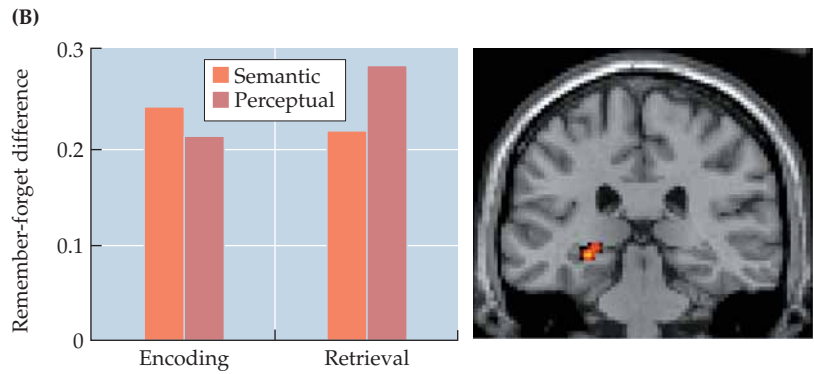 (B)
Remember-forget difference
0.3
0.2
0.1
0
Semantic
Perceptual
Encoding
Retrieval